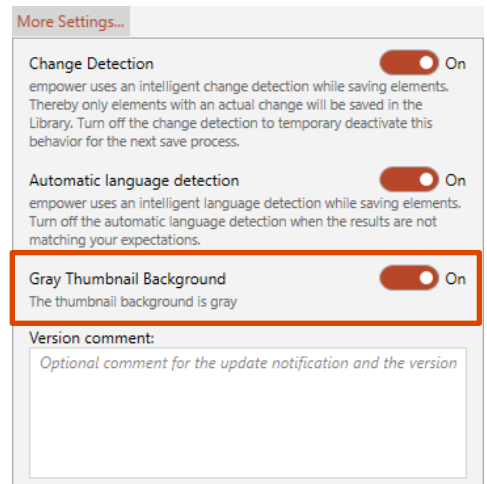 More Settings...
Change Detection On
empower uses an intelligent change detection while saving elements.
Thereby only elements with an actual change will be saved in the
Library. Turn off the change detection to temporary deactivate this
behavior for the next save process.
Automatic language detection On
empower uses an intelligent language detection while saving elements.
Turn off the automatic language detection when the results are not
matching your expectations.
Gray Thumbnail Background On
The thumbnail background is gray
Version comment:
Optional comment for the update notification and the version